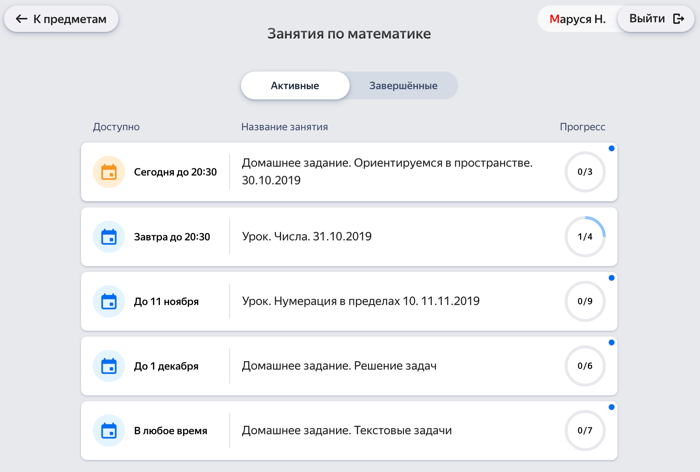 К предметам
Маруся Н.
Выйти
Занятия по математике
Активные
Завершённые
Доступно
Название занятия
Прогресс
Сегодня до 20:30
Домашнее задание. Ориентируемся в пространстве.
30.10.2019
0/3
Завтра до 20:30
Урок. Числа. 31.10.2019
1/4
До 11 ноября
Урок. Нумерация в пределах 10. 11.11.2019
0/9
До 1 декабря
Домашнее задание. Решение задач
0/6
В любое время
Домашнее задание. Текстовые задачи
0/7